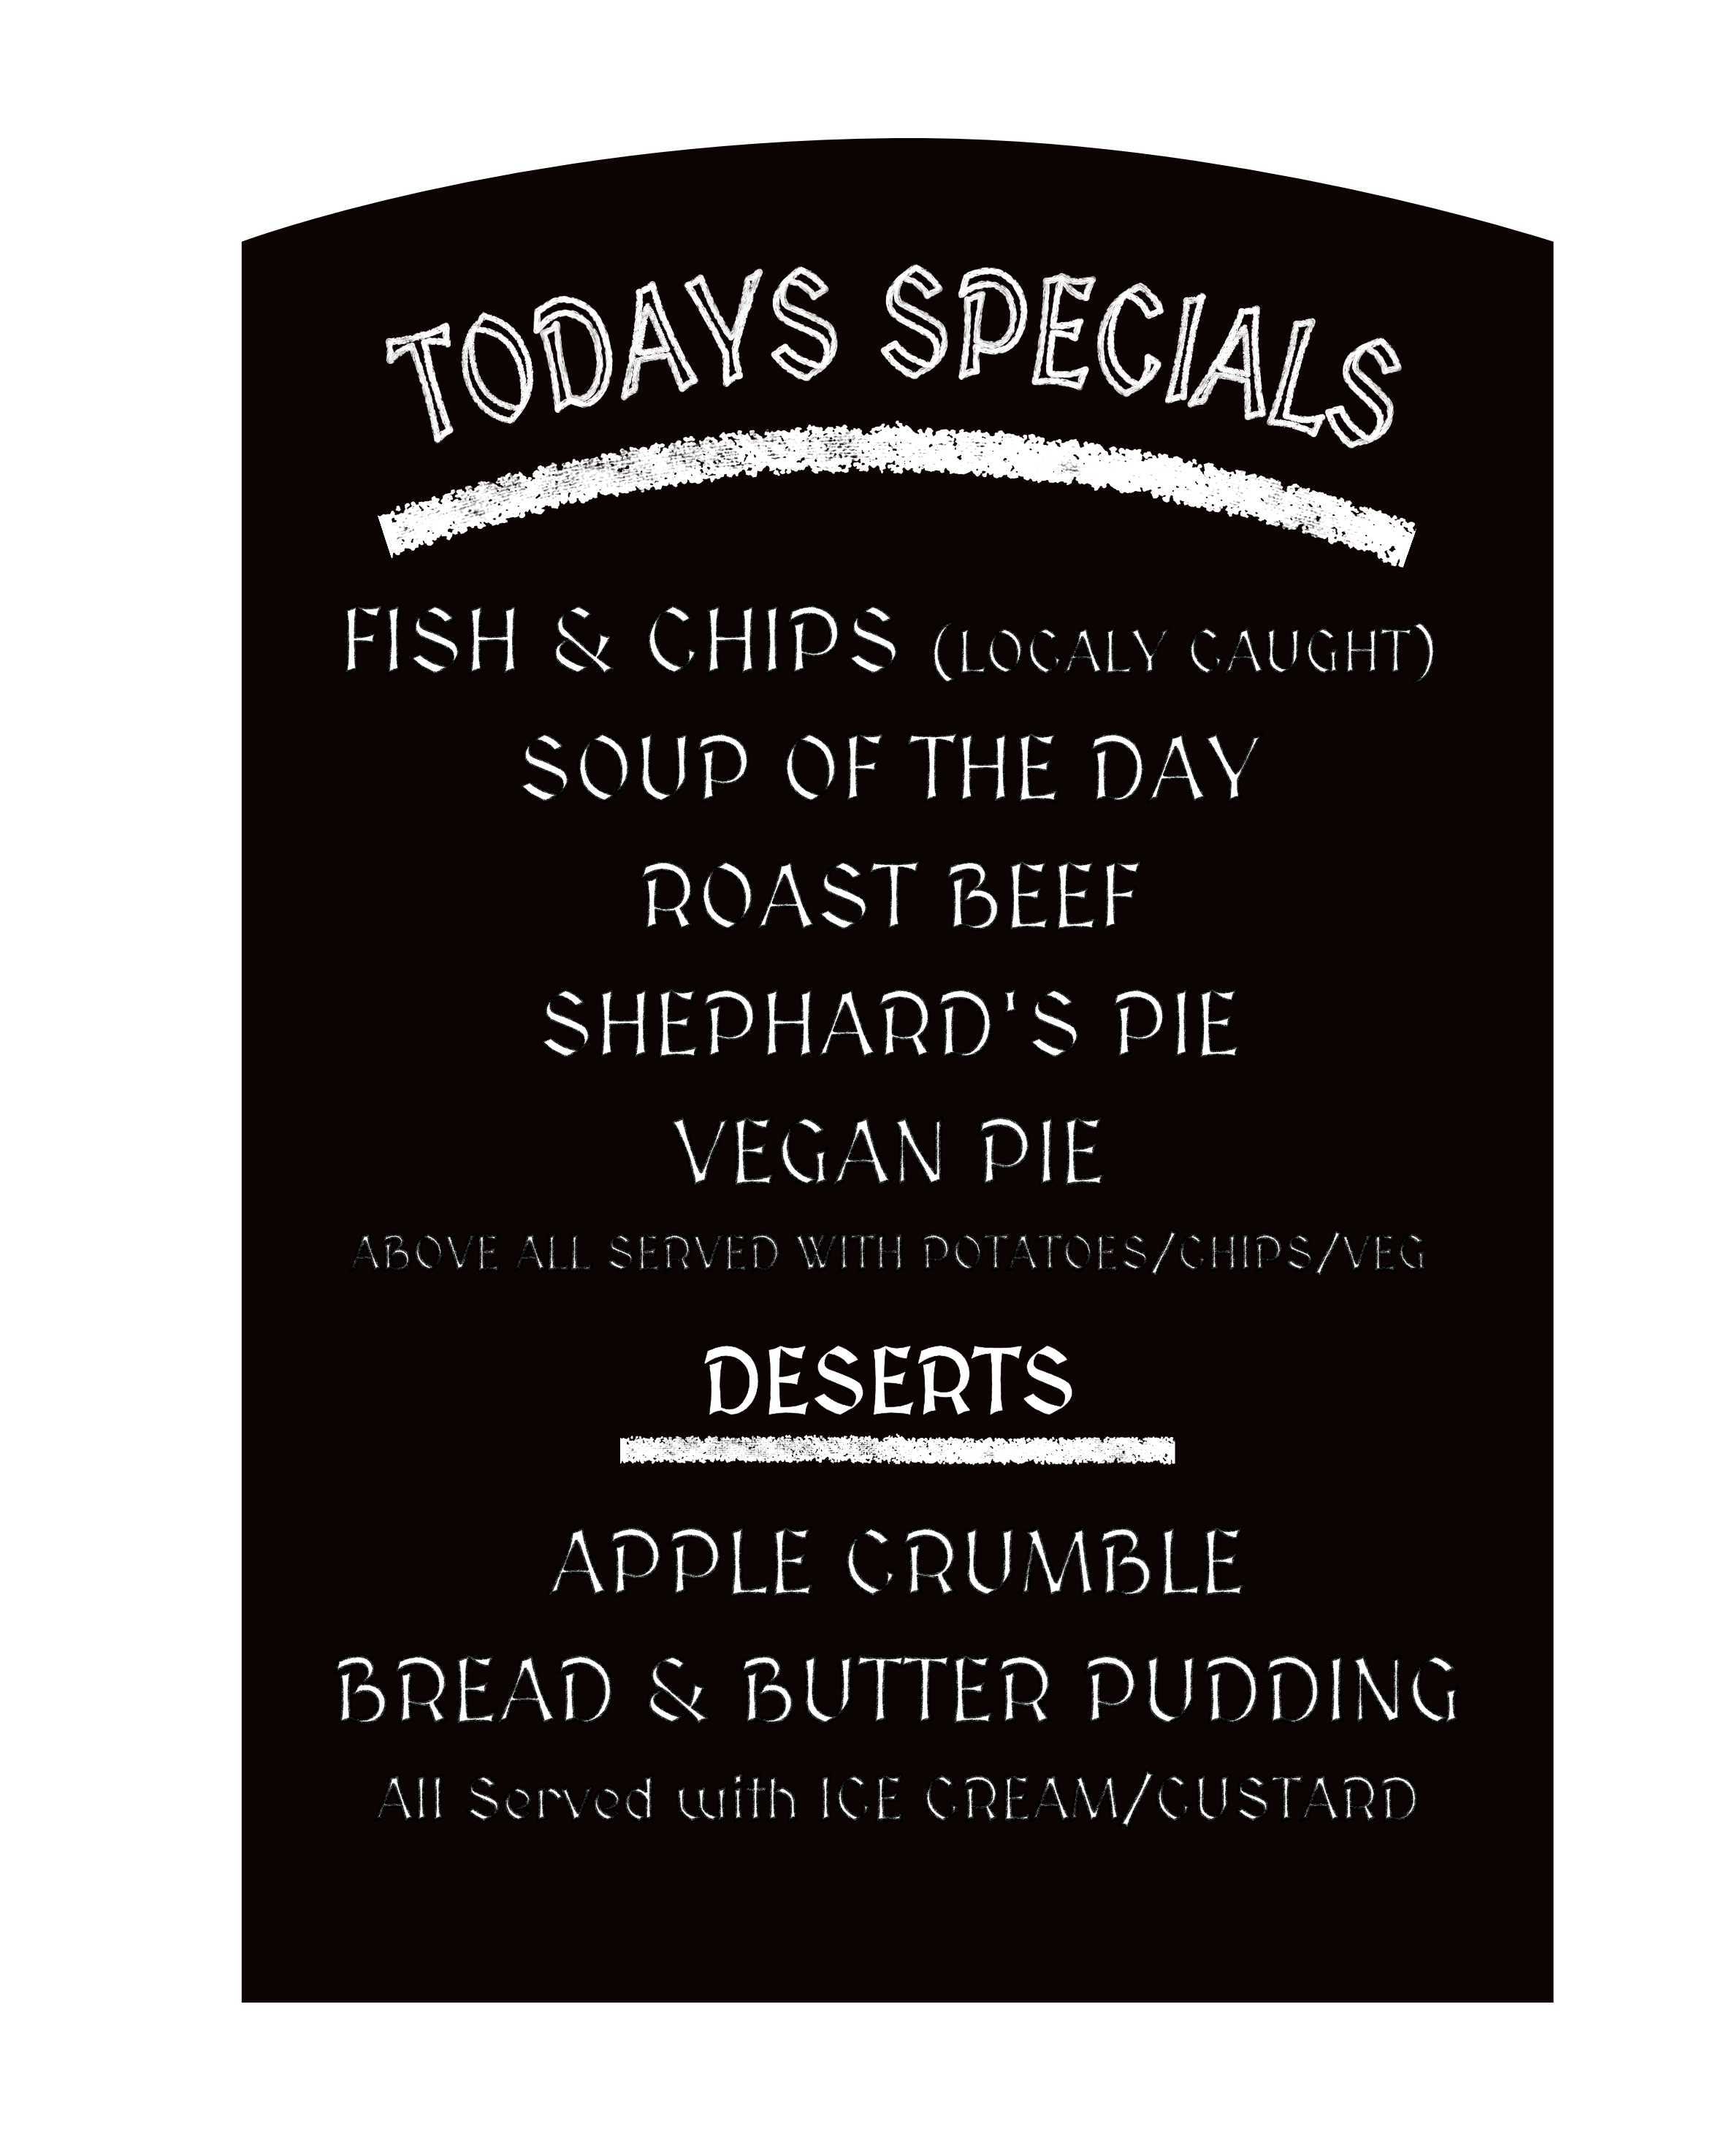 TODAYS SPECIALS
FISH & CHIPS (LOCALY CAUGHT)
SOUP OF THE DAY
ROAST BEEF
SHEPHARD'S PIE
VEGAN PIE
ABOVE ALL SERVED WITH POTATOES/CHIPS/VEG
DESERTS
APPLE CRUMBLE
BREAD & BUTTER PUDDING
All Served with ICE CREAM/CUSTARD